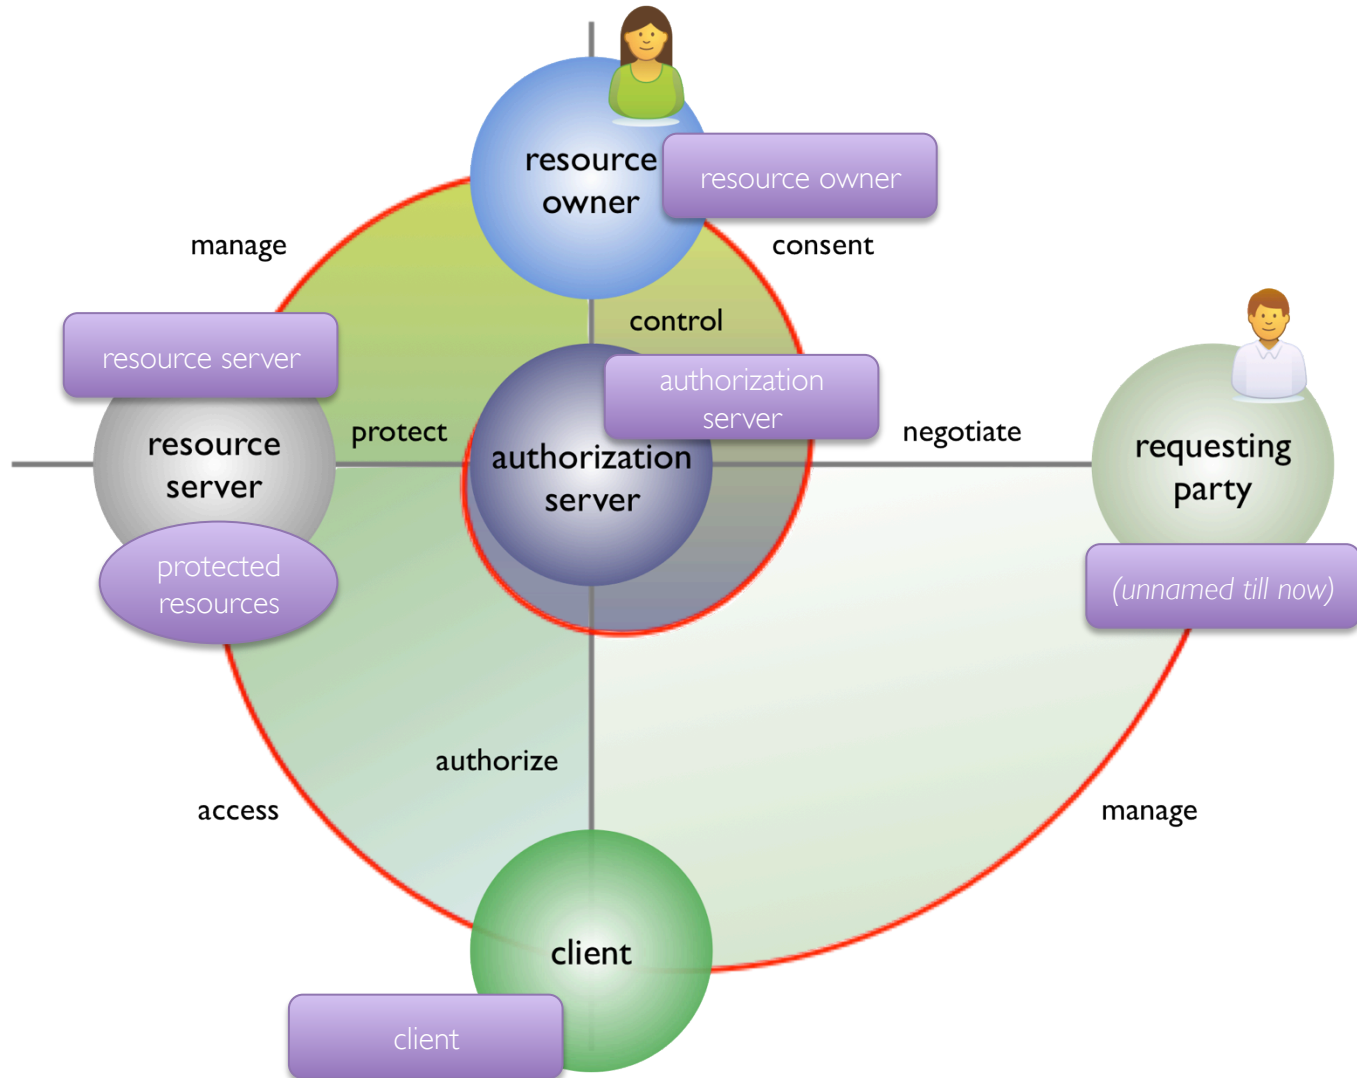 resource
owner
resource owner
manage
consent
control
resource server
authorization
server
protect
negotiate
resource
server
authorization
server
requesting
party
protected
resources
(unnamed till now)
authorize
access
manage
client
client